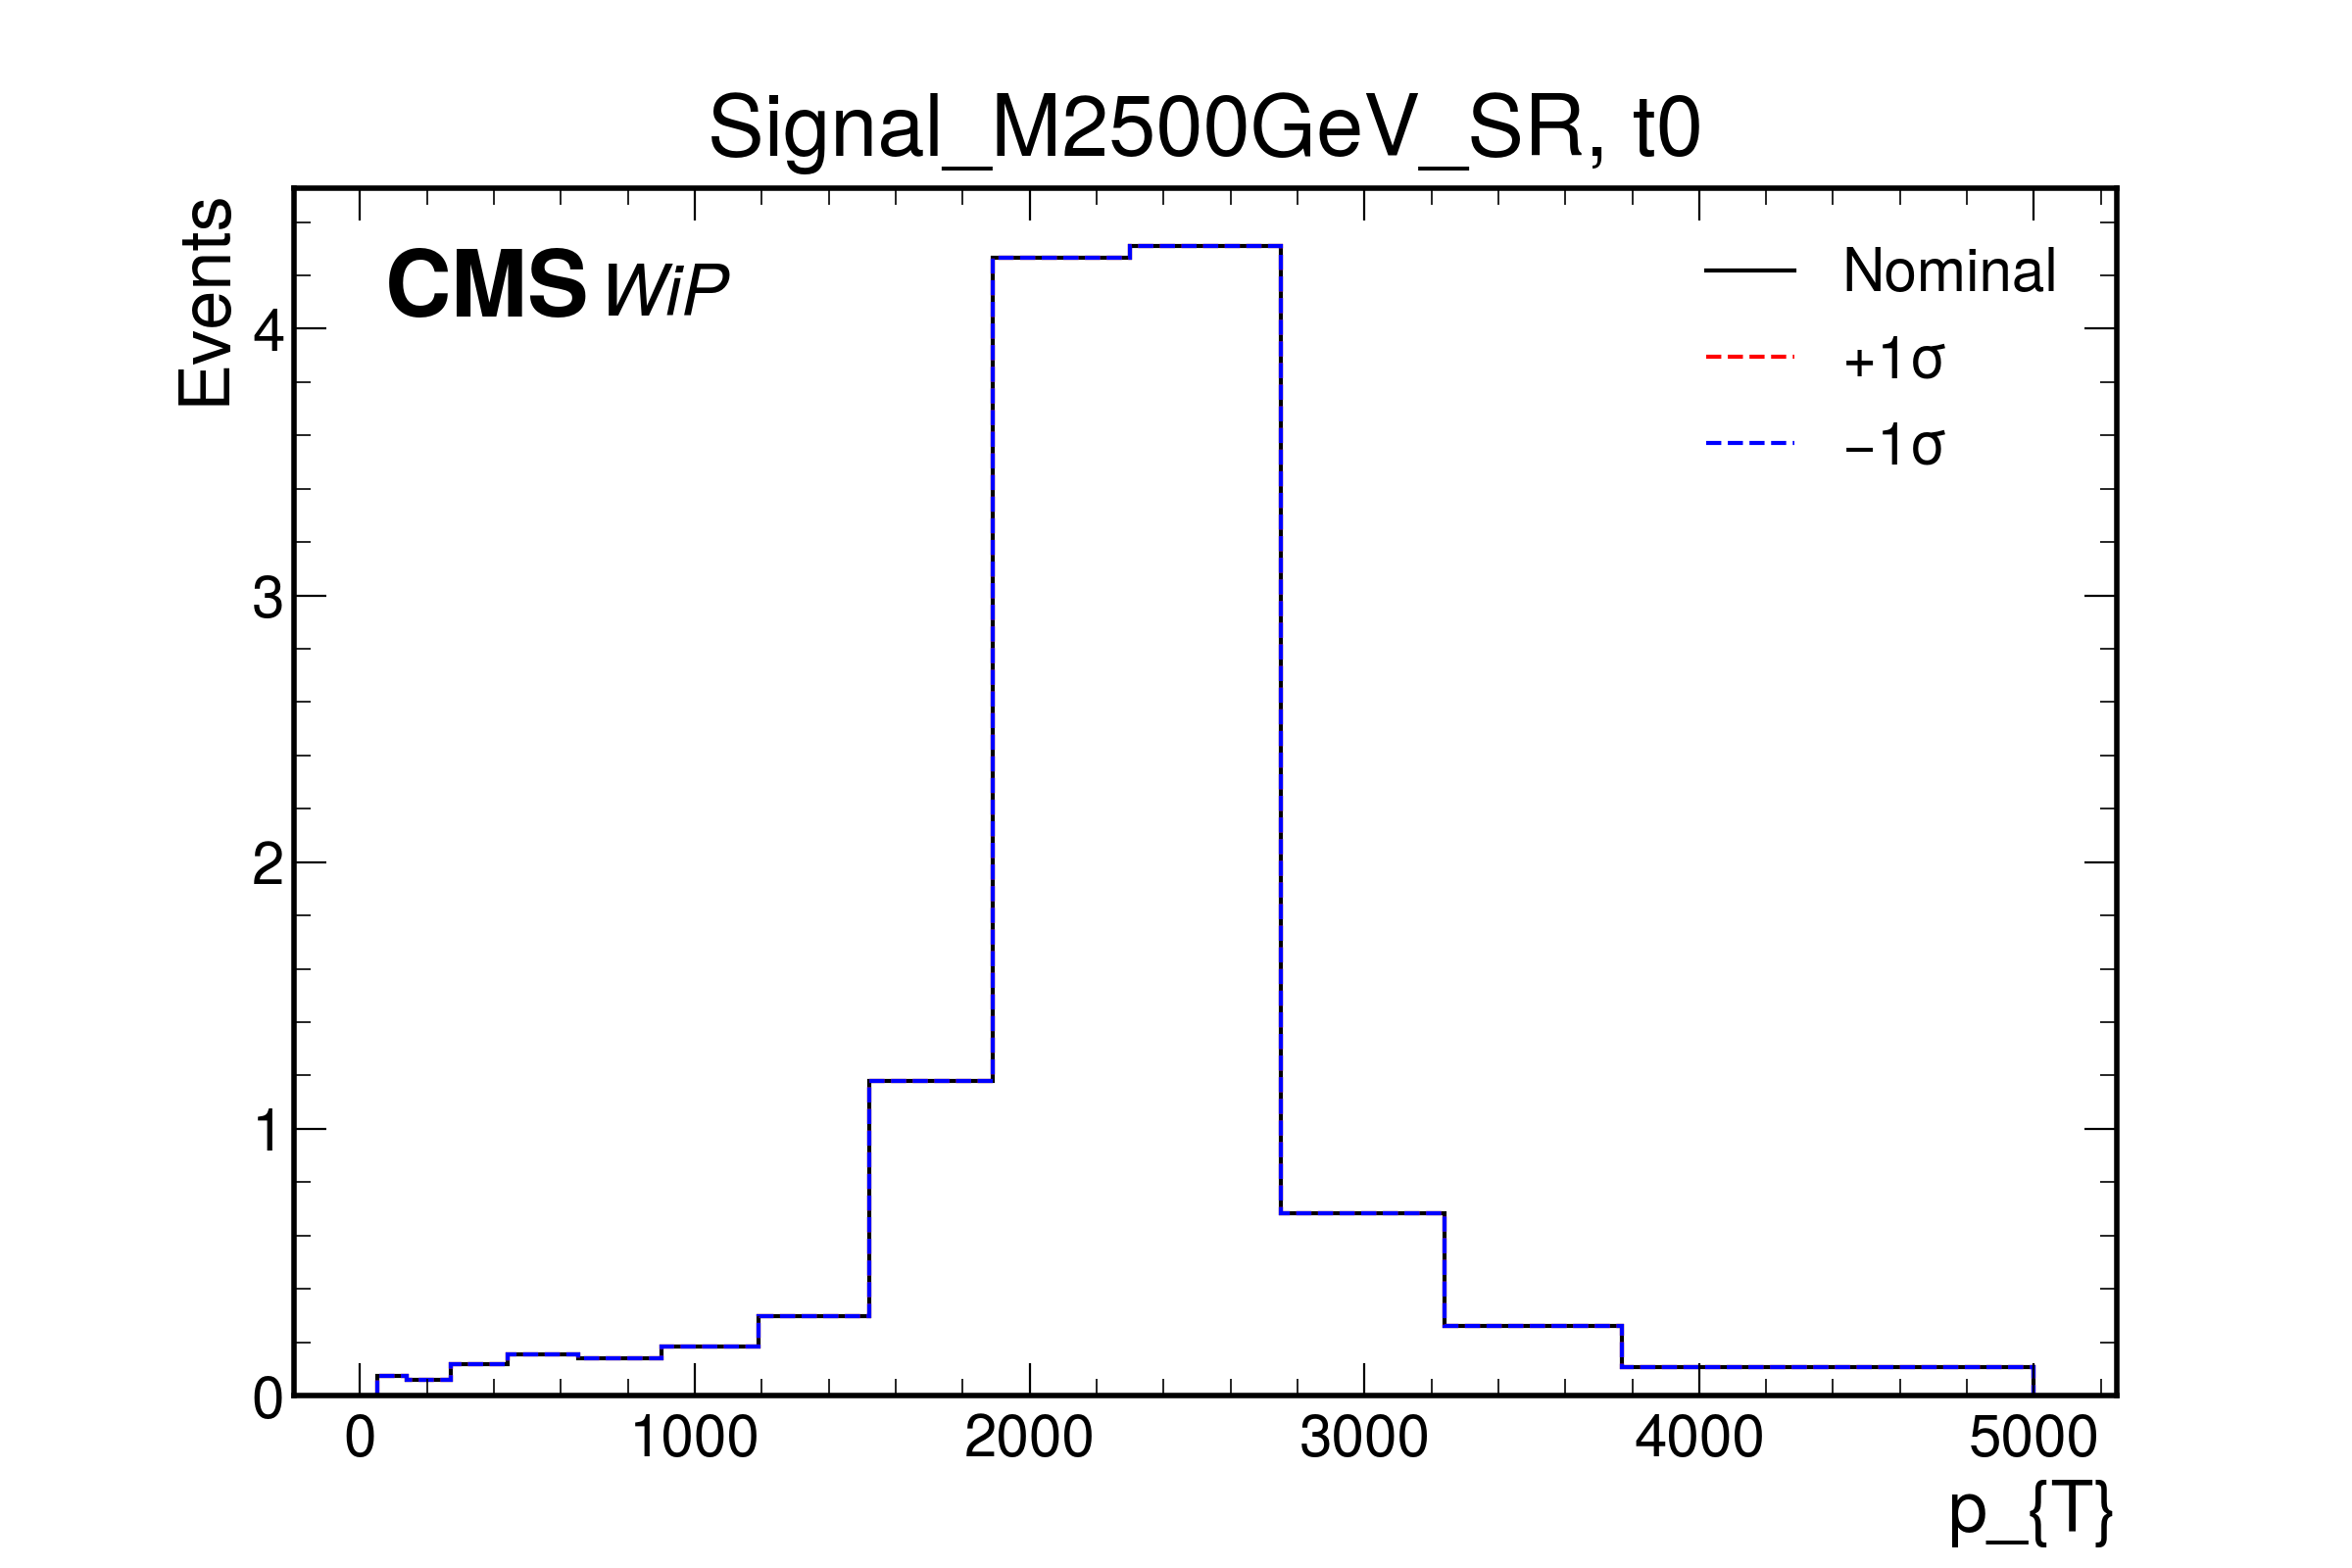 Signal_M2500GeV_SR, t0
Events
CMS WiP
Nominal
+1σ
−1σ
4
3
2
1
0
0 1000 2000 3000 4000 5000
p_{T}